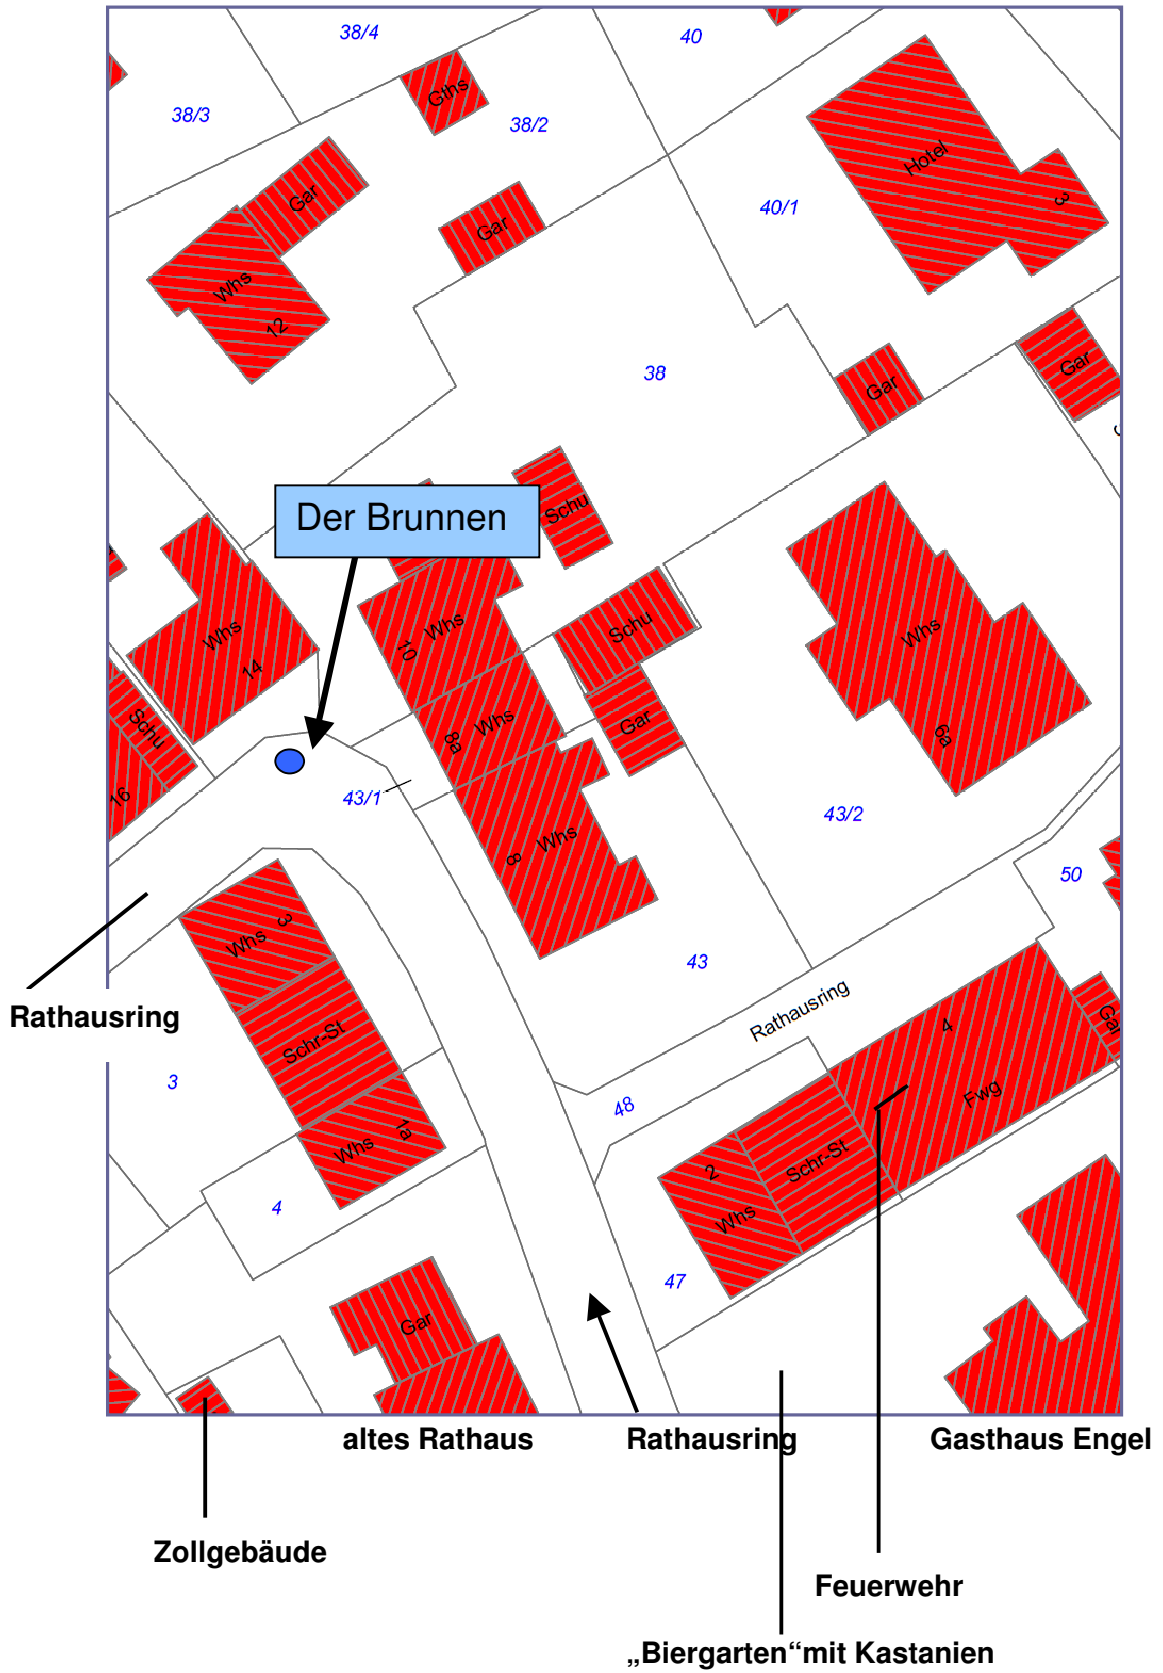 38/4
40
Gths
38/3
38/2
Hotel
Gar
3
40/1
Gar
Whs
12
38
Gar
Gar
Der Brunnen
Schu
Whs
10
Schu
Whs
14
Whs
6a
Schu
Whs
8a
Gar
16
43/1
43/2
Whs
8
50
3
Whs
43
Rathausring
Rathausring
Gar
4
Schr-St
3
Fwg
48
1a
Whs
2
Schr-St
Whs
4
47
Gar
altes Rathaus
Rathausring
Gasthaus Engel
Zollgebäude
Feuerwehr
„Biergarten“mit Kastanien